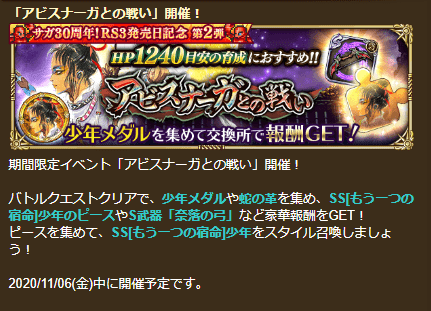 「アビスナーガとの戦い」開催！
サガ30周年!RS3発売日記念 第2弾
HP1240目安の育成におすすめ!!
アビスナーガとの戦い
少年メダルを集めて交換所で報酬GET!
期間限定イベント「アビスナーガとの戦い」開催！
バトルクエストクリアで、少年メダルや蛇の革を集め、SS[もう一つの
宿命]少年のピースやS武器「奈落の弓」など豪華報酬をGET！
ピースを集めて、SS[もう一つの宿命]少年をスタイル召喚しましょ
う！
2020/11/06(金)中に開催予定です。